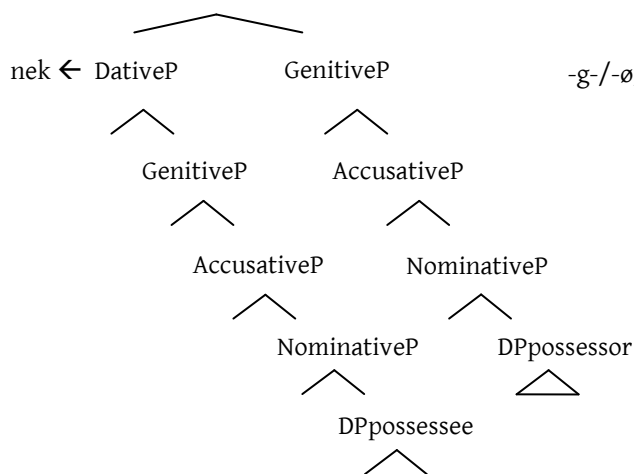 nek ← DativeP GenitiveP -g-/-ø
GenitiveP AccusativeP
AccusativeP NominativeP
NominativeP DPpossessor
DPpossessee